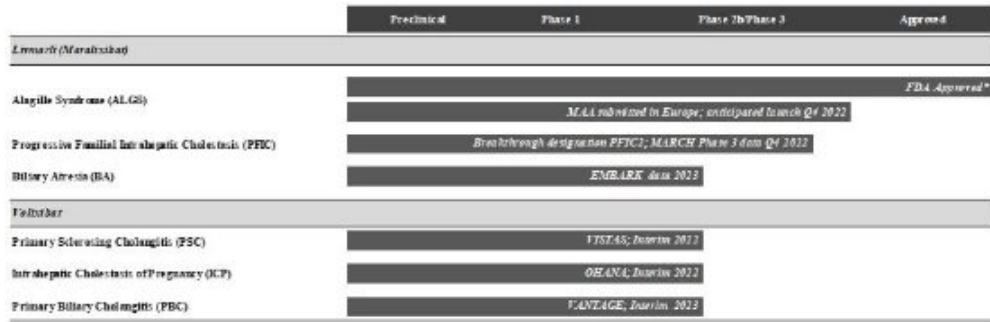 Preclinical Phase 1 Phase 2b/Phase 3 Approved
Livmarli (Maralixibat)
FDA Approved*
Alagille Syndrome (ALGS)
MAA submitted in Europe; anticipated launch Q4 2022
Progressive Familial Intrahepatic Cholestasis (PFIC) Breakthrough designation PFIC2; MARCH Phase 3 data Q4 2022
Biliary Atresia (BA) EMBARK data 2023
Volixibat
Primary Sclerosing Cholangitis (PSC) VISTAS; Interim 2022
Intrahepatic Cholestasis of Pregnancy (ICP) OHANA; Interim 2022
Primary Biliary Cholangitis (PBC) VANTAGE; Interim 2023